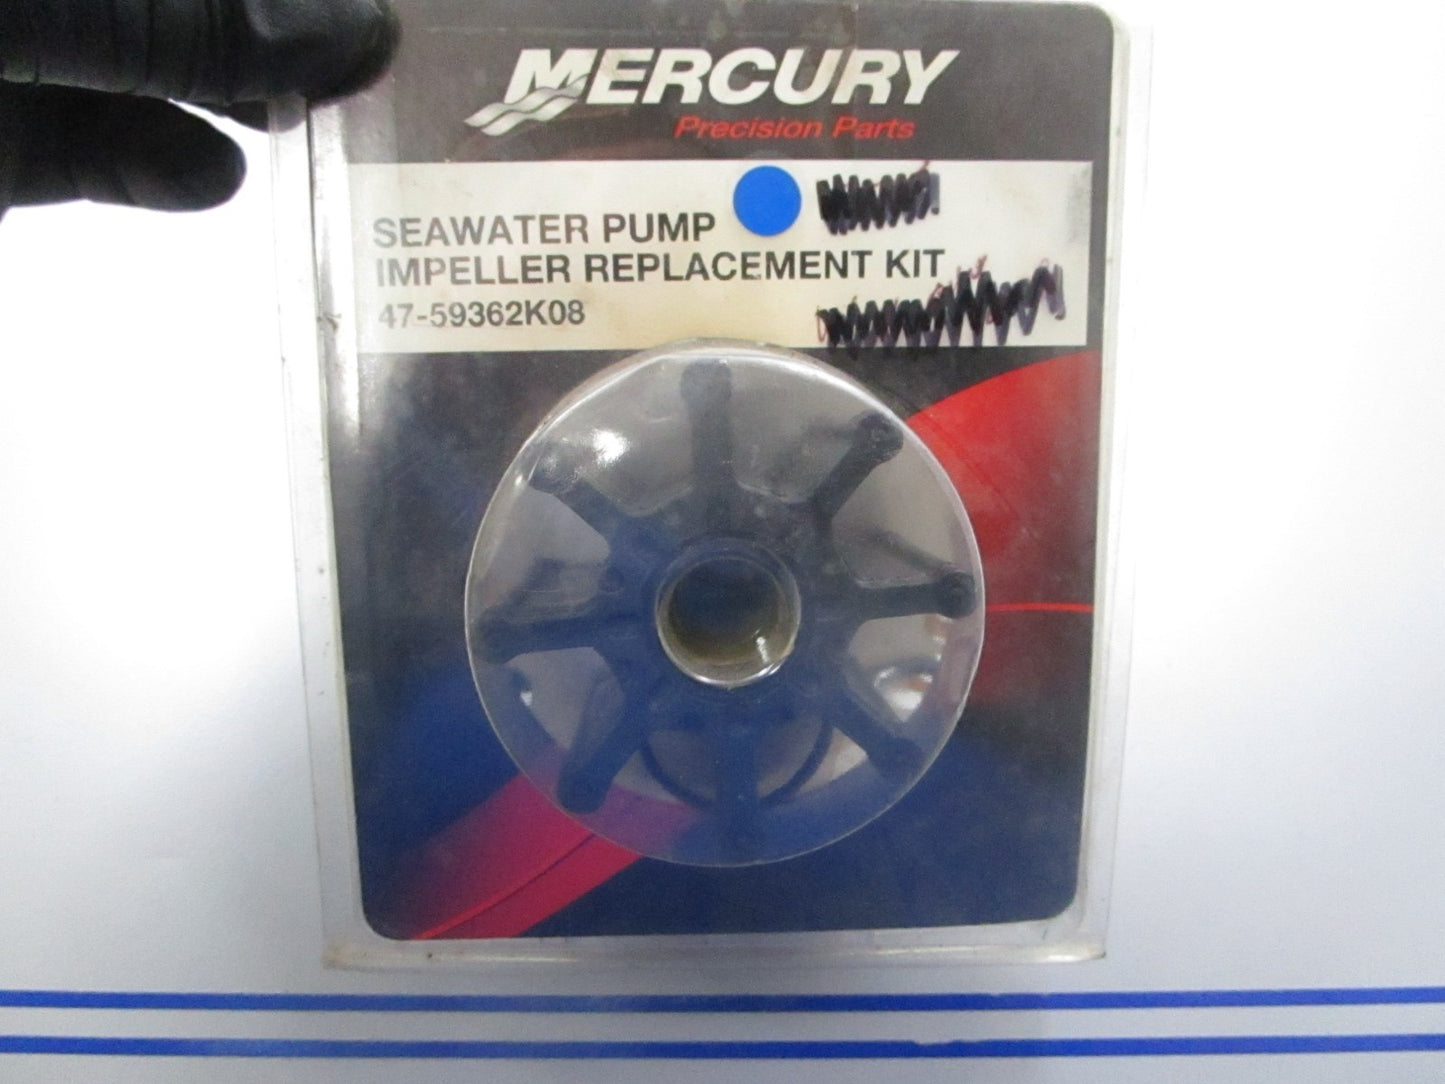 MERCURY
Precision Parts
SEAWATER PUMP
IMPELLER REPLACEMENT KIT
47-59362K08